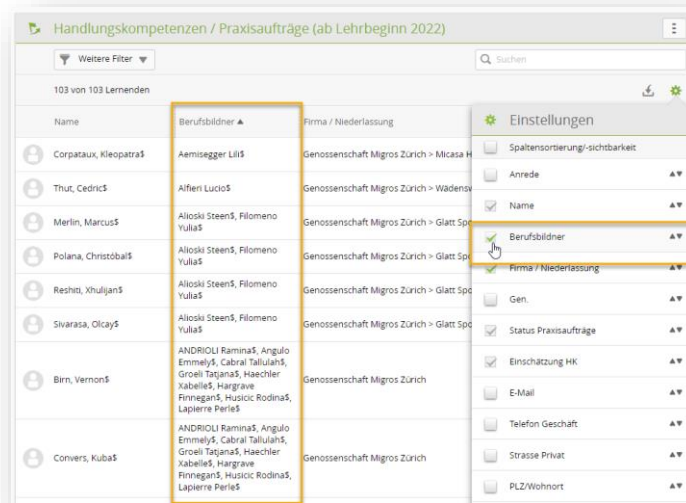 Handlungskompetenzen / Praxisaufträge (ab Lehrbeginn 2022)
Weitere Filter
Suchen
103 von 103 Lernenden
Name
Berufsbildner
Firma / Niederlassung
Corpataux, Kleopatra$
Aemisegger Lili$
Genossenschaft Migros Zürich > Micasa H
Thut, Cedric$
Alfieri Lucio$
Genossenschaft Migros Zürich > Wädensw
Merlin, Marcus$
Alioski Steen$, Filomeno
Yulia$
Genossenschaft Migros Zürich > Glatt Spo
Polana, Christóbal$
Alioski Steen$, Filomeno
Yulia$
Genossenschaft Migros Zürich > Glatt Spo
Reshiti, Xhulijan$
Alioski Steen$, Filomeno
Yulia$
Genossenschaft Migros Zürich > Glatt Spo
Sivarasa, Olcay$
Alioski Steen$, Filomeno
Yulia$
Genossenschaft Migros Zürich > Glatt Spo
Birn, Vernon$
ANDRIOLI Ramina$, Angulo
Emmely$, Cabral Tallulah$,
Groeli Tatjana$, Haechler
Xabelle$, Hargrave
Finnegan$, Husicic Rodina$,
Lapierre Perle$
Genossenschaft Migros Zürich
Convers, Kuba$
ANDRIOLI Ramina$, Angulo
Emmely$, Cabral Tallulah$,
Groeli Tatjana$, Haechler
Xabelle$, Hargrave
Finnegan$, Husicic Rodina$,
Lapierre Perle$
Genossenschaft Migros Zürich
Einstellungen
Spaltensortierung/-sichtbarkeit
Anrede
Name
Berufsbildner
Firma / Niederlassung
Gen.
Status Praxisaufträge
Einschätzung HK
E-Mail
Telefon Geschäft
Strasse Privat
PLZ/Wohnort